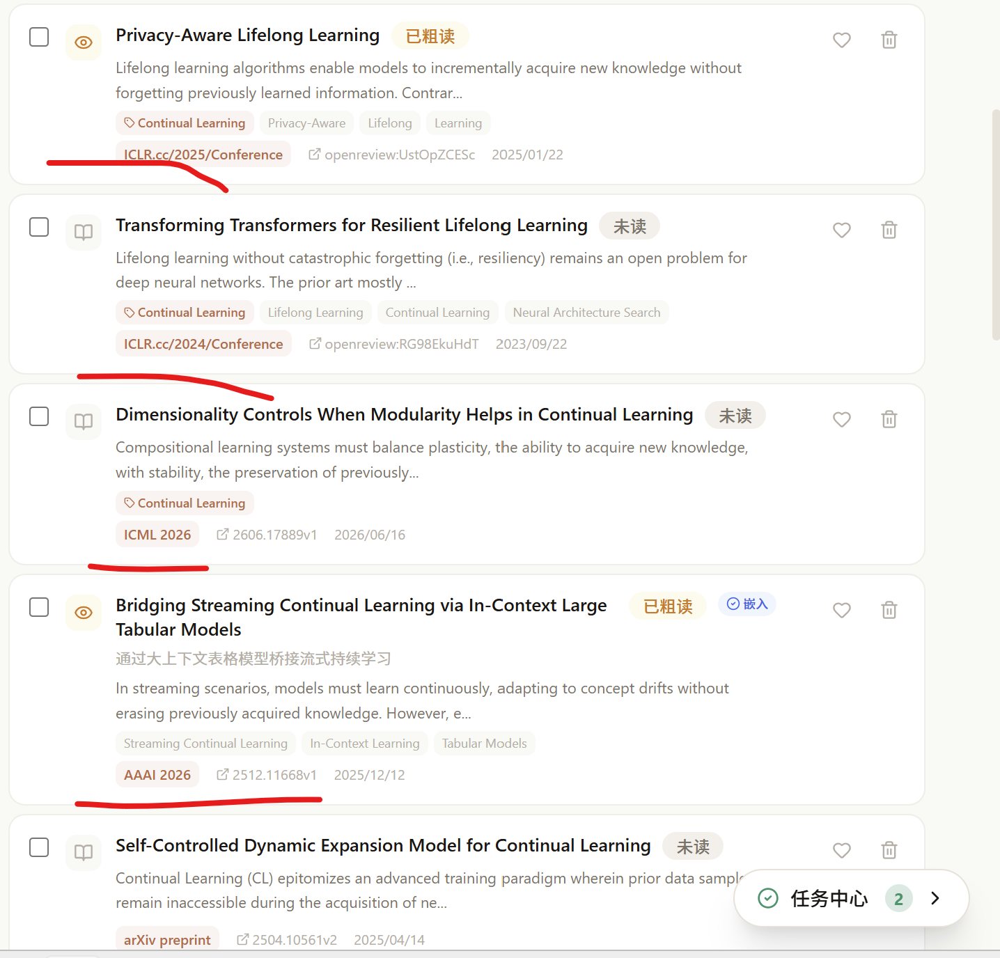 Privacy-Aware Lifelong Learning 已粗读
Lifelong learning algorithms enable models to incrementally acquire new knowledge without
forgetting previously learned information. Contrar...
Continual Learning Privacy-Aware Lifelong Learning
ICLR.cc/2025/Conference openreview:UstOpZCESc 2025/01/22
Transforming Transformers for Resilient Lifelong Learning 未读
Lifelong learning without catastrophic forgetting (i.e., resiliency) remains an open problem for
deep neural networks. The prior art mostly ...
Continual Learning Lifelong Learning Continual Learning Neural Architecture Search
ICLR.cc/2024/Conference openreview:RG98EkuHdT 2023/09/22
Dimensionality Controls When Modularity Helps in Continual Learning 未读
Compositional learning systems must balance plasticity, the ability to acquire new knowledge,
with stability, the preservation of previously...
Continual Learning
ICML 2026 2606.17889v1 2026/06/16
Bridging Streaming Continual Learning via In-Context Large 已粗读 嵌入
Tabular Models
通过大上下文表格模型桥接流式持续学习
In streaming scenarios, models must learn continuously, adapting to concept drifts without
erasing previously acquired knowledge. However, e...
Streaming Continual Learning In-Context Learning Tabular Models
AAAI 2026 2512.11668v1 2025/12/12
Self-Controlled Dynamic Expansion Model for Continual Learning 未读
Continual Learning (CL) epitomizes an advanced training paradigm wherein prior data sample
remain inaccessible during the acquisition of ne...
任务中心 2
arXiv preprint 2504.10561v2 2025/04/14